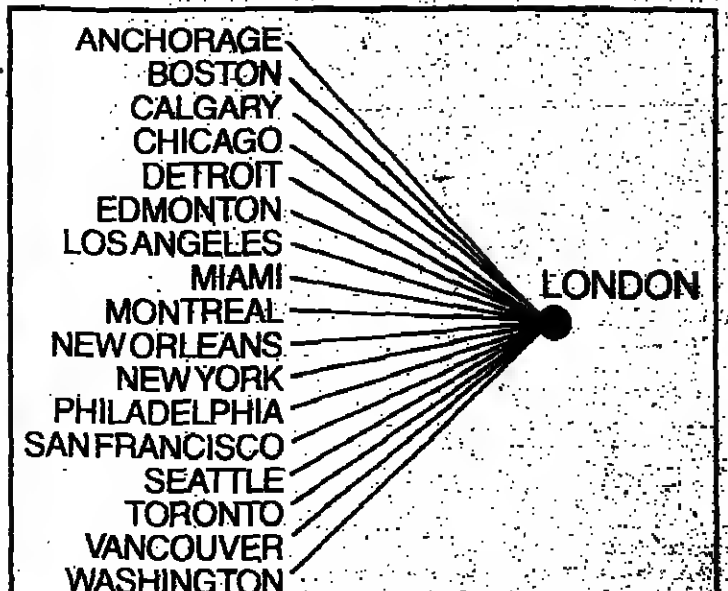 ANCHORAGE
BOSTON
CALGARY
CHICAGO
DETROIT
EDMONTON
LOS ANGELES
MIAMI
LONDON
MONTREAL
NEW ORLEANS
NEW YORK
PHILADELPHIA
SAN FRANCISCO
SEATTLE
TORONTO
VANCOUVER
WASHINGTON